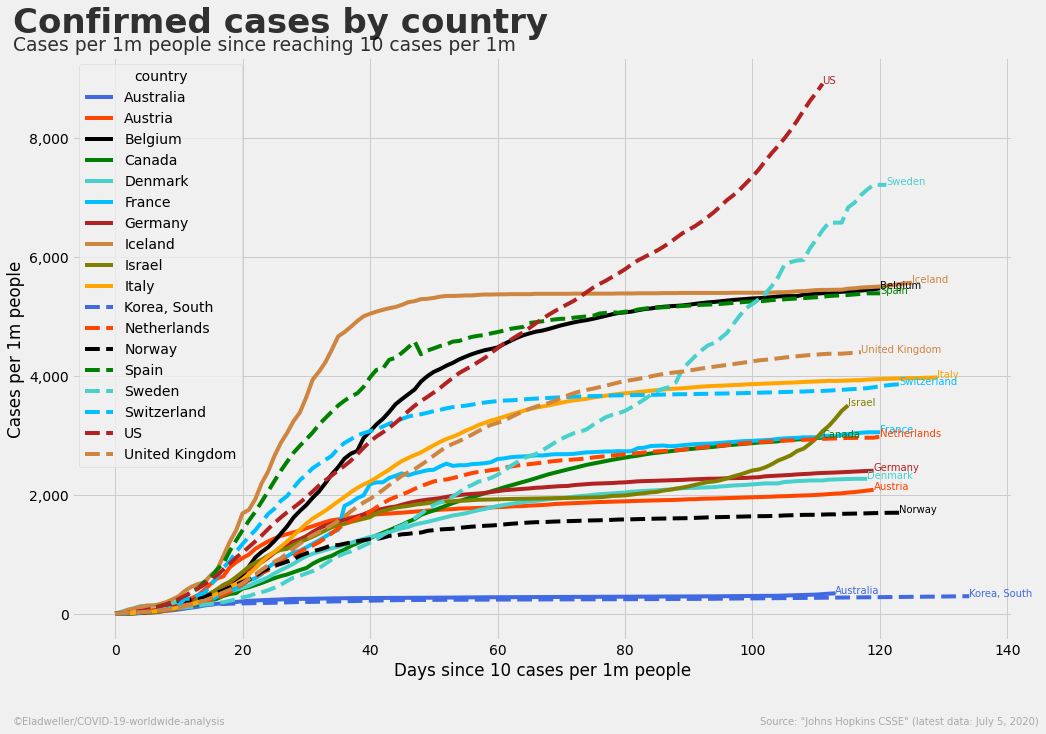 Confirmed cases by country
Cases per 1m people since reaching 10 cases per 1m
country
Australia
Austria
Belgium
Canada
Denmark
France
Germany
Iceland
Israel
Italy
Korea, South
Netherlands
Norway
Spain
Sweden
Switzerland
US
United Kingdom
Cases per 1m people
8,000
6,000
4,000
2,000
0
US
Sweden
Iceland
Belgium
Spain
United Kingdom
Italy
Switzerland
Israel
France
Netherlands
Canada
Germany
Denmark
Austria
Norway
Australia
Korea, South
0 20 40 60 80 100 120 140
Days since 10 cases per 1m people
©Eladweller/COVID-19-worldwide-analysis
Source: "Johns Hopkins CSSE" (latest data: July 5, 2020)